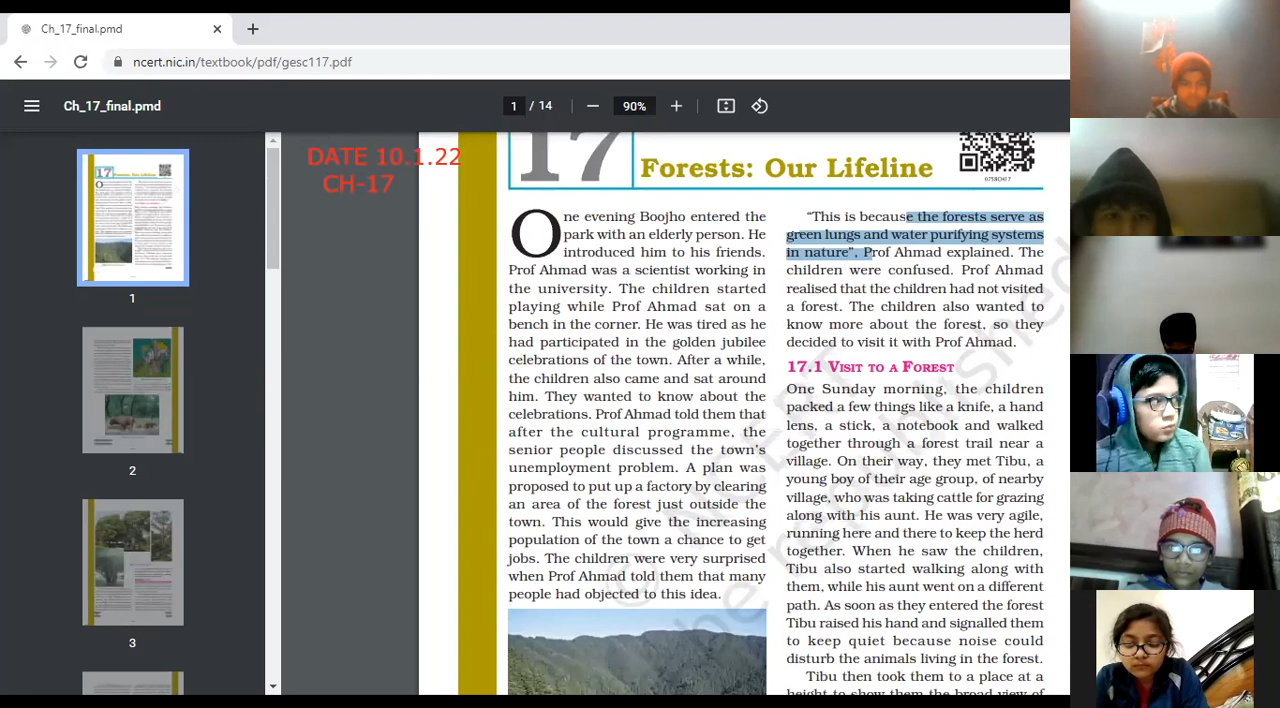 Ch_17_final.pmd
ncert.nic.in/textbook/pdf/gesc117.pdf
Ch_17_final.pmd
1 / 14
90%
1
2
3
DATE 10.1.22
CH-17
17
Forests: Our Lifeline
0758CH17
One evening Boojho entered the
park with an elderly person. He
introduced him to his friends.
Prof Ahmad was a scientist working in
the university. The children started
playing while Prof Ahmad sat on a
bench in the corner. He was tired as he
had participated in the golden jubilee
celebrations of the town. After a while,
the children also came and sat around
him. They wanted to know about the
celebrations. Prof Ahmad told them that
after the cultural programme, the
senior people discussed the town's
unemployment problem. A plan was
proposed to put up a factory by clearing
an area of the forest just outside the
town. This would give the increasing
population of the town a chance to get
jobs. The children were very surprised
when Prof Ahmad told them that many
people had objected to this idea.
"This is because the forests serve as
green lungs and water purifying systems
in nature", Prof Ahmad explained. The
children were confused. Prof Ahmad
realised that the children had not visited
a forest. The children also wanted to
know more about the forest, so they
decided to visit it with Prof Ahmad.
17.1 VISIT TO A FOREST
One Sunday morning, the children
packed a few things like a knife, a hand
lens, a stick, a notebook and walked
together through a forest trail near a
village. On their way, they met Tibu, a
young boy of their age group, of nearby
village, who was taking cattle for grazing
along with his aunt. He was very agile,
running here and there to keep the herd
together. When he saw the children,
Tibu also started walking along with
them, while his aunt went on a different
path. As soon as they entered the forest
Tibu raised his hand and signalled them
to keep quiet because noise could
disturb the animals living in the forest.
Tibu then took them to a place at a
height to show them the broad view of